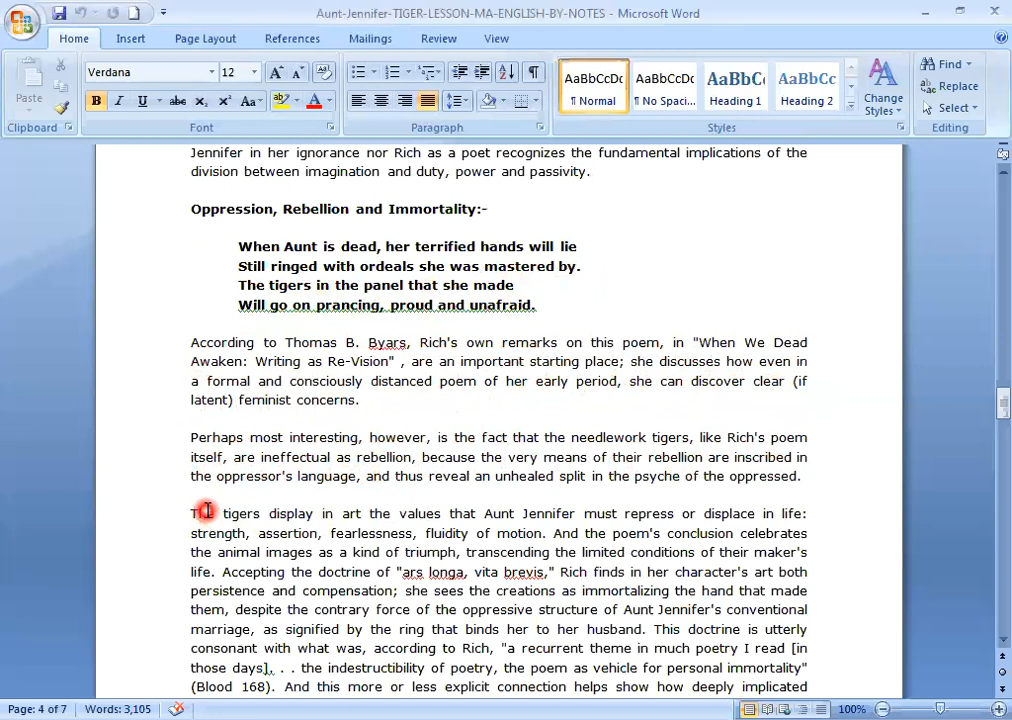 Aunt-Jennifer-TIGER-LESSON-MA-ENGLISH-BY-NOTES - Microsoft Word
Home Insert Page Layout References Mailings Review View
Paste
Clipboard
Verdana 12
B I U abc X₂ X² Aa
Font
Paragraph
AaBbCcDc AaBbCcDc AaBbC AaBbCc
¶ Normal ¶ No Spaci... Heading 1 Heading 2
Change
Styles
Styles
Find
Replace
Select
Editing
Jennifer in her ignorance nor Rich as a poet recognizes the fundamental implications of the
division between imagination and duty, power and passivity.
Oppression, Rebellion and Immortality:-
When Aunt is dead, her terrified hands will lie
Still ringed with ordeals she was mastered by.
The tigers in the panel that she made
Will go on prancing, proud and unafraid.
According to Thomas B. Byars, Rich's own remarks on this poem, in "When We Dead
Awaken: Writing as Re-Vision" , are an important starting place; she discusses how even in
a formal and consciously distanced poem of her early period, she can discover clear (if
latent) feminist concerns.
Perhaps most interesting, however, is the fact that the needlework tigers, like Rich's poem
itself, are ineffectual as rebellion, because the very means of their rebellion are inscribed in
the oppressor's language, and thus reveal an unhealed split in the psyche of the oppressed.
The tigers display in art the values that Aunt Jennifer must repress or displace in life:
strength, assertion, fearlessness, fluidity of motion. And the poem's conclusion celebrates
the animal images as a kind of triumph, transcending the limited conditions of their maker's
life. Accepting the doctrine of "ars longa, vita brevis," Rich finds in her character's art both
persistence and compensation; she sees the creations as immortalizing the hand that made
them, despite the contrary force of the oppressive structure of Aunt Jennifer's conventional
marriage, as signified by the ring that binds her to her husband. This doctrine is utterly
consonant with what was, according to Rich, "a recurrent theme in much poetry I read [in
those days]. . . the indestructibility of poetry, the poem as vehicle for personal immortality"
(Blood 168). And this more or less explicit connection helps show how deeply implicated
Page: 4 of 7 Words: 3,105 100%